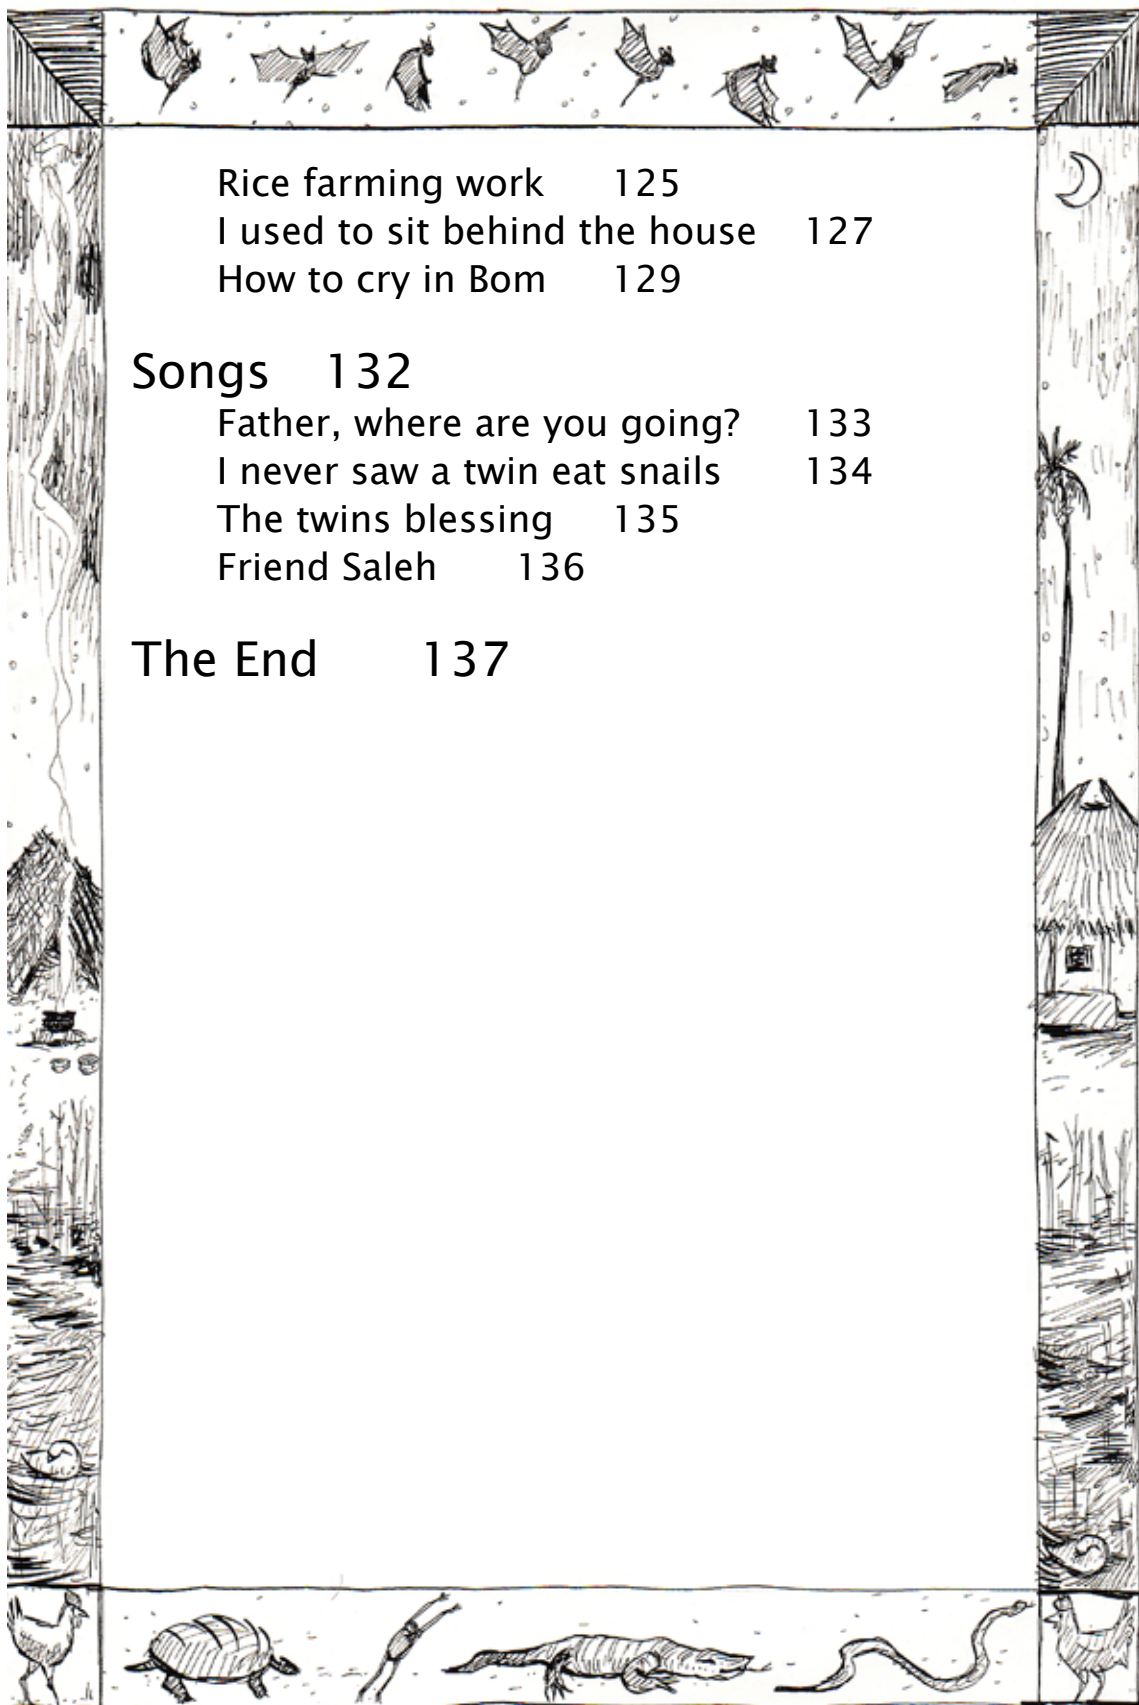 Rice farming work 125
I used to sit behind the house 127
How to cry in Bom 129
Songs 132
Father, where are you going? 133
I never saw a twin eat snails 134
The twins blessing 135
Friend Saleh 136
The End 137